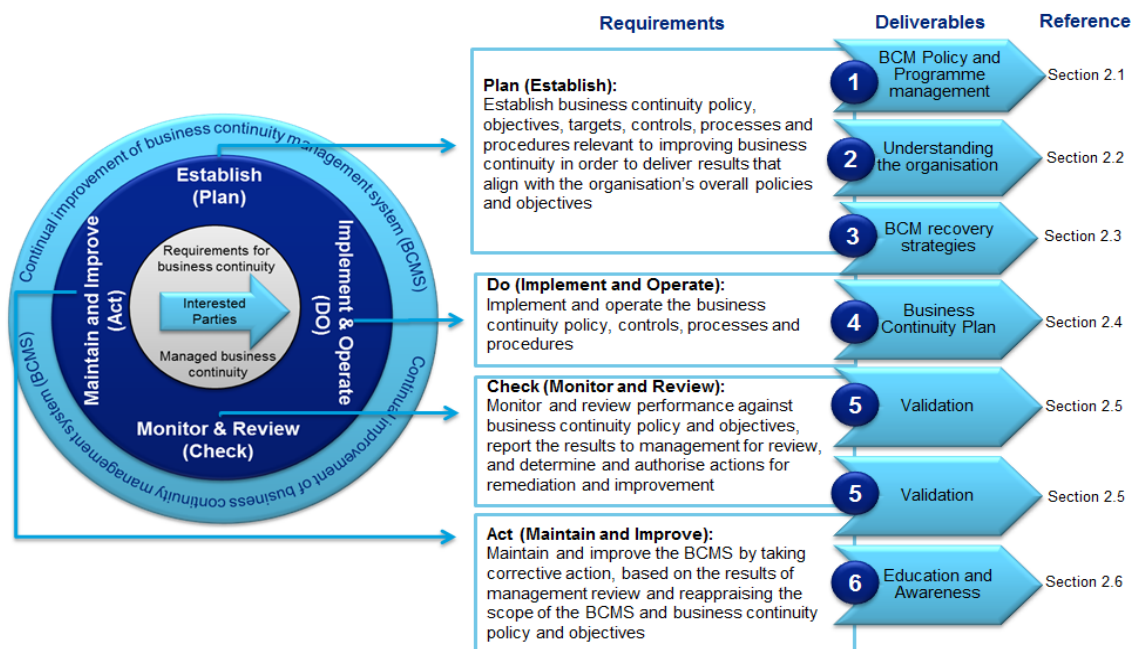 Requirements
Deliverables
Reference
Continual improvement of business continuity management system (BCMS)
Continual improvement of business continuity management system (BCMS)
Establish
(Plan)
Implement & Operate
(DO)
Monitor & Review
(Check)
Maintain and Improve
(Act)
Requirements for
business continuity
Interested
Parties
Managed business
continuity
Plan (Establish):
Establish business continuity policy,
objectives, targets, controls, processes and
procedures relevant to improving business
continuity in order to deliver results that
align with the organisation's overall policies
and objectives
1
BCM Policy and
Programme
management
Section 2.1
2
Understanding
the organisation
Section 2.2
3
BCM recovery
strategies
Section 2.3
Do (Implement and Operate):
Implement and operate the business
continuity policy, controls, processes and
procedures
4
Business
Continuity Plan
Section 2.4
Check (Monitor and Review):
Monitor and review performance against
business continuity policy and objectives,
report the results to management for review,
and determine and authorise actions for
remediation and improvement
5
Validation
Section 2.5
5
Validation
Section 2.5
Act (Maintain and Improve):
Maintain and improve the BCMS by taking
corrective action, based on the results of
management review and reappraising the
scope of the BCMS and business continuity
policy and objectives
6
Education and
Awareness
Section 2.6